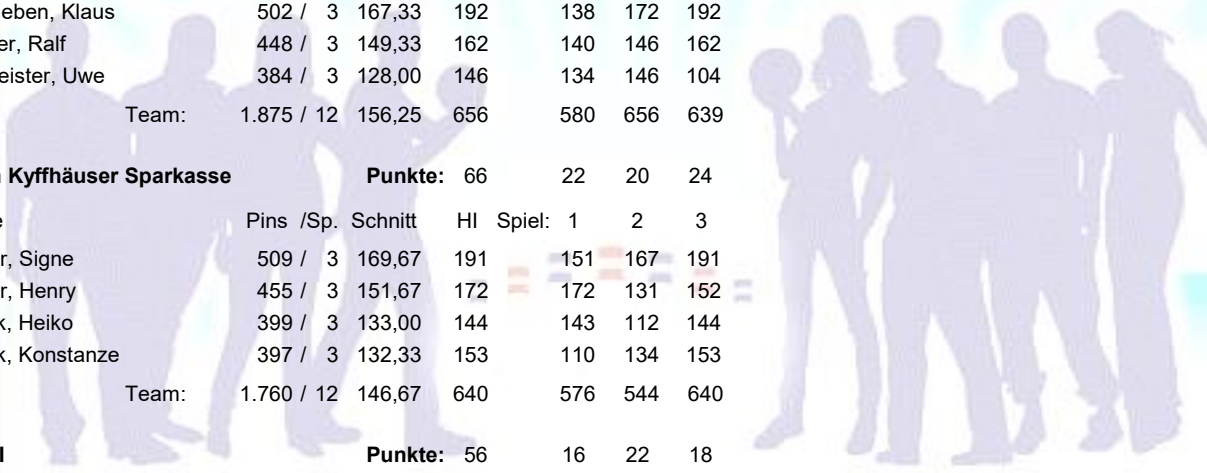 eben, Klaus 502 / 3 167,33 192 138 172 192
er, Ralf 448 / 3 149,33 162 140 146 162
eister, Uwe 384 / 3 128,00 146 134 146 104
Team: 1.875 / 12 156,25 656 580 656 639
Kyffhäuser Sparkasse Punkte: 66 22 20 24
e Pins /Sp. Schnitt HI Spiel: 1 2 3
r, Signe 509 / 3 169,67 191 151 167 191
r, Henry 455 / 3 151,67 172 172 131 152
k, Heiko 399 / 3 133,00 144 143 112 144
k, Konstanze 397 / 3 132,33 153 110 134 153
Team: 1.760 / 12 146,67 640 576 544 640
l Punkte: 56 16 22 18